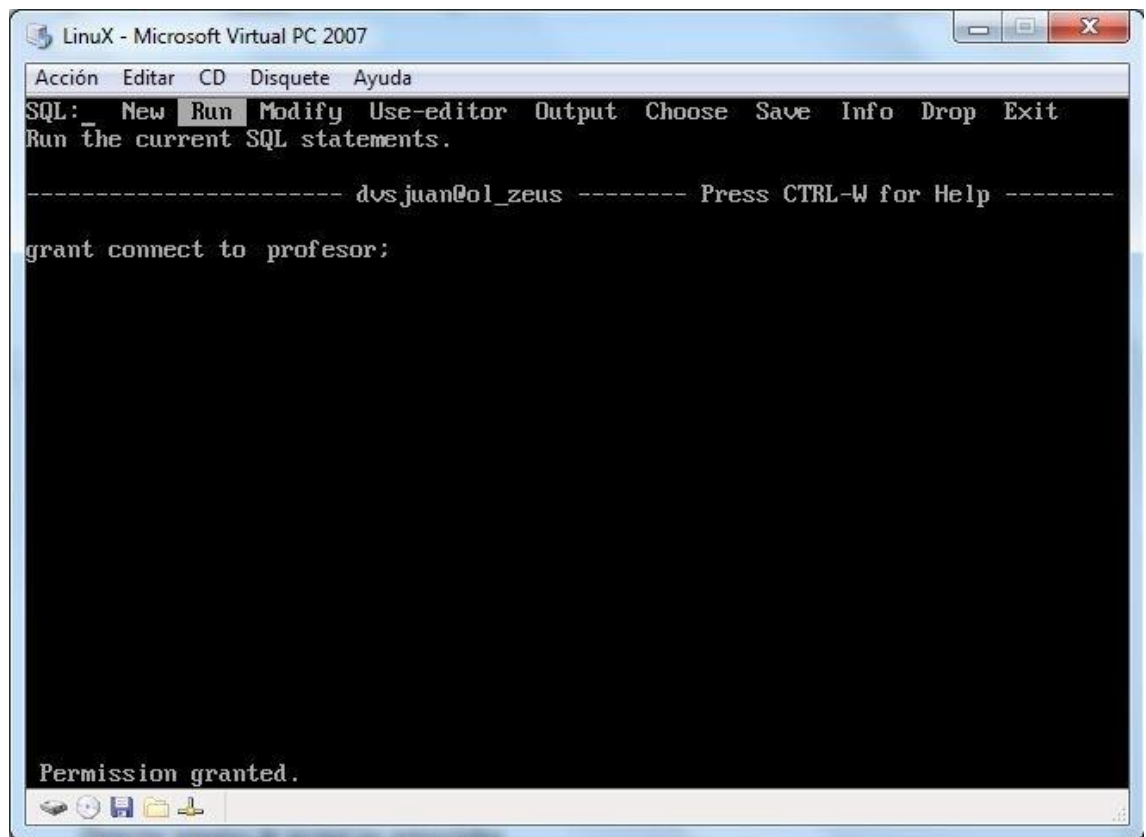 LinuX - Microsoft Virtual PC 2007
Acción Editar CD Disquete Ayuda
SQL:_ New Run Modify Use-editor Output Choose Save Info Drop Exit
Run the current SQL statements.
----------------------- dvsjuan@ol_zeus -------- Press CTRL-W for Help --------
grant connect to profesor;
Permission granted.